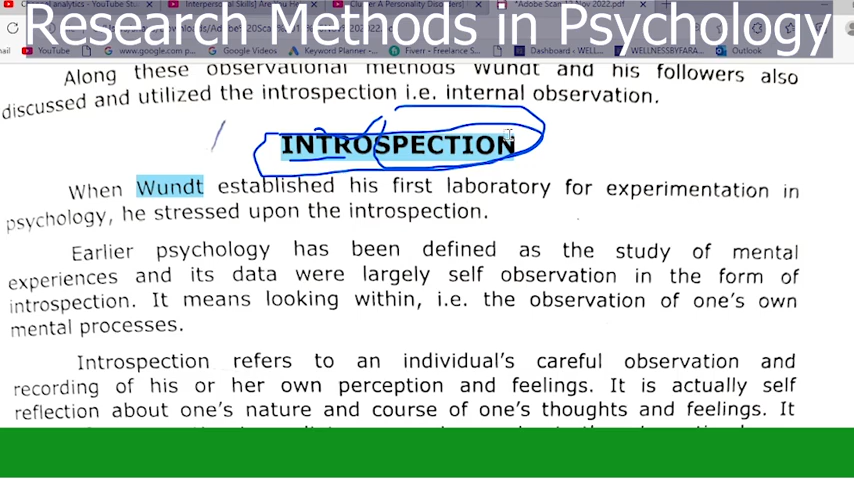 Research Methods in Psychology
YouTube
www.google.com.p
Google Videos
Keyword Planner -...
Fiverr - Freelance S...
Dashboard ‹ WELL...
WELLNESSBYFARA...
Outlook
Along these observational methods Wundt and his followers also
discussed and utilized the introspection i.e. internal observation.
INTROSPECTION
When Wundt established his first laboratory for experimentation in
psychology, he stressed upon the introspection.
Earlier psychology has been defined as the study of mental
experiences and its data were largely self observation in the form of
introspection. It means looking within, i.e. the observation of one's own
mental processes.
Introspection refers to an individual's careful observation and
recording of his or her own perception and feelings. It is actually self
reflection about one's nature and course of one's thoughts and feelings. It